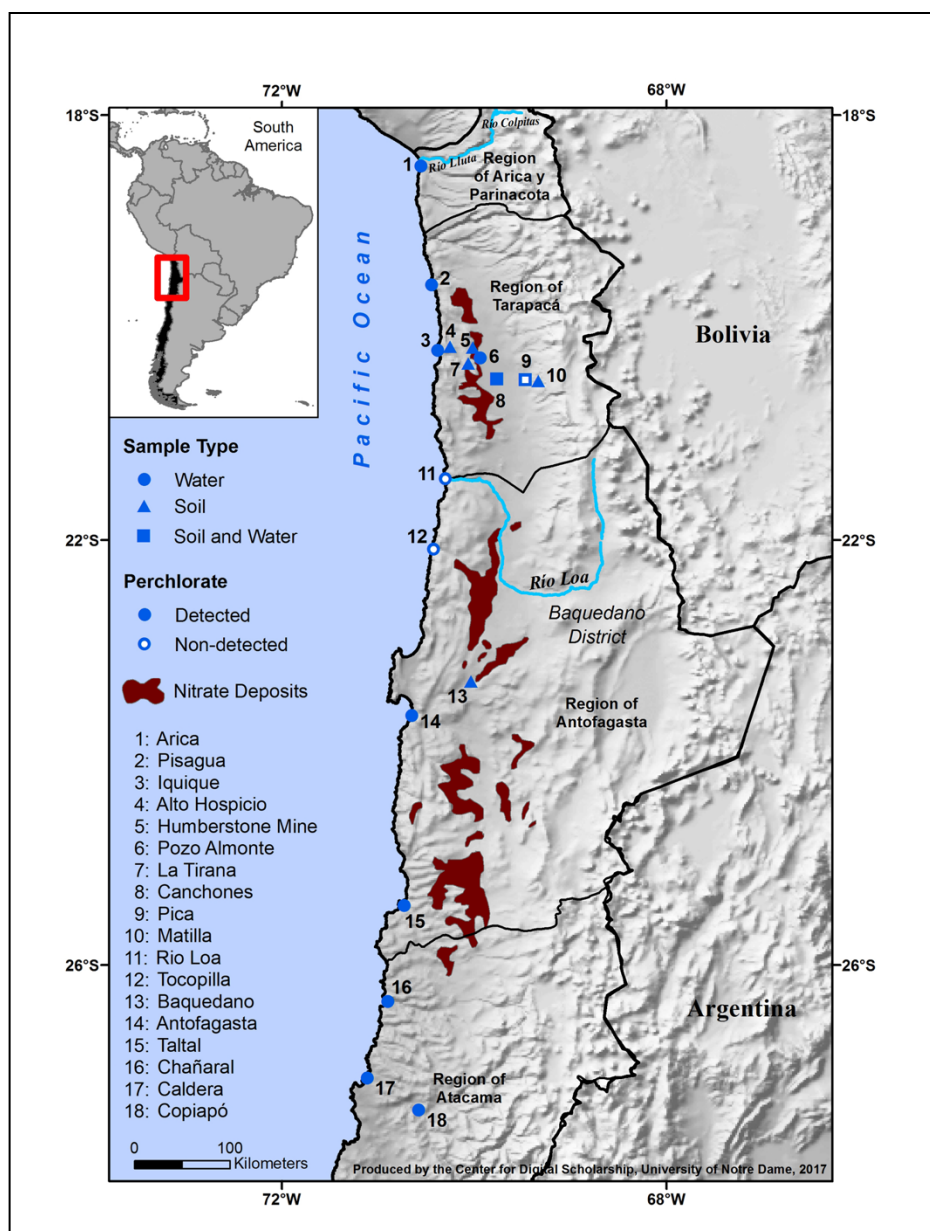 72°W
68°W
18°S
18°S
South
America
Río Colpitas
Río Lluta
1
Region
of Arica y
Parinacota
Pacific Ocean
2
Region of
Tarapacá
Bolivia
3
4
5
6
7
8
9
10
Sample Type
Water
Soil
Soil and Water
11
22°S
22°S
12
Río Loa
Baquedano
District
Perchlorate
Detected
Non-detected
Nitrate Deposits
13
Region of
Antofagasta
14
1: Arica
2: Pisagua
3: Iquique
4: Alto Hospicio
5: Humberstone Mine
6: Pozo Almonte
7: La Tirana
8: Canchones
9: Pica
10: Matilla
11: Rio Loa
12: Tocopilla
13: Baquedano
14: Antofagasta
15: Taltal
16: Chañaral
17: Caldera
18: Copiapó
15
26°S
26°S
16
Argentina
17
Region of
Atacama
18
0 100
Kilometers
Produced by the Center for Digital Scholarship, University of Notre Dame, 2017
72°W
68°W